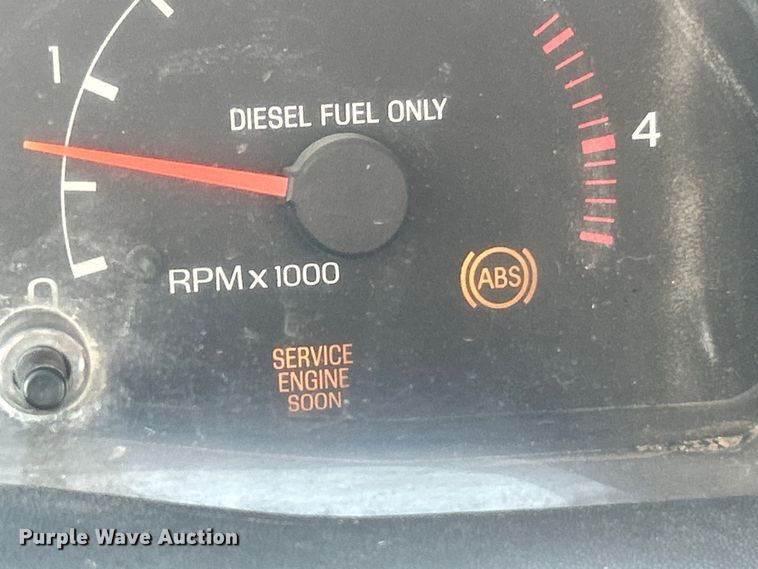 1
DIESEL FUEL ONLY
4
RPM x 1000
ABS
0
SERVICE
ENGINE
SOON
Purple Wave Auction